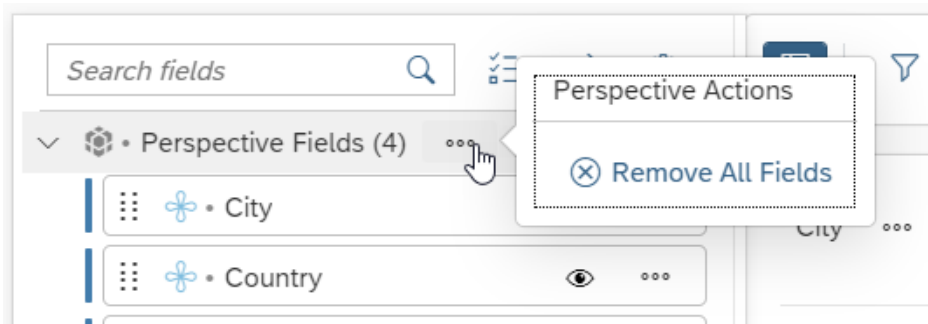 Search fields
Perspective Actions
Perspective Fields (4)
Remove All Fields
City
City
Country